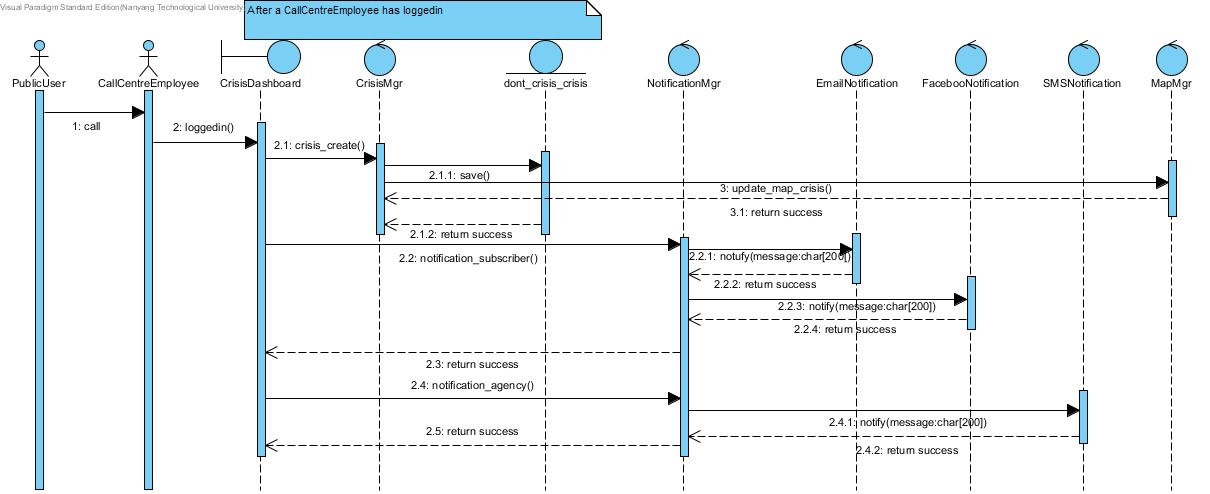 Visual Paradigm Standard Edition(Nanyang Technological University
After a CallCentreEmployee has loggedin
PublicUser
CallCentreEmployee
CrisisDashboard
CrisisMgr
dont_crisis_crisis
NotificationMgr
EmailNotification
FacebooNotification
SMSNotification
MapMgr
1: call
2: loggedin()
2.1: crisis_create()
2.1.1: save()
3: update_map_crisis()
3.1: return success
2.1.2: return success
2.2: notification_subscriber()
2.2.1: notufy(message:char[200])
2.2.2: return success
2.2.3: notify(message:char[200])
2.2.4: return success
2.3: return success
2.4: notification_agency()
2.4.1: notify(message:char[200])
2.5: return success
2.4.2: return success